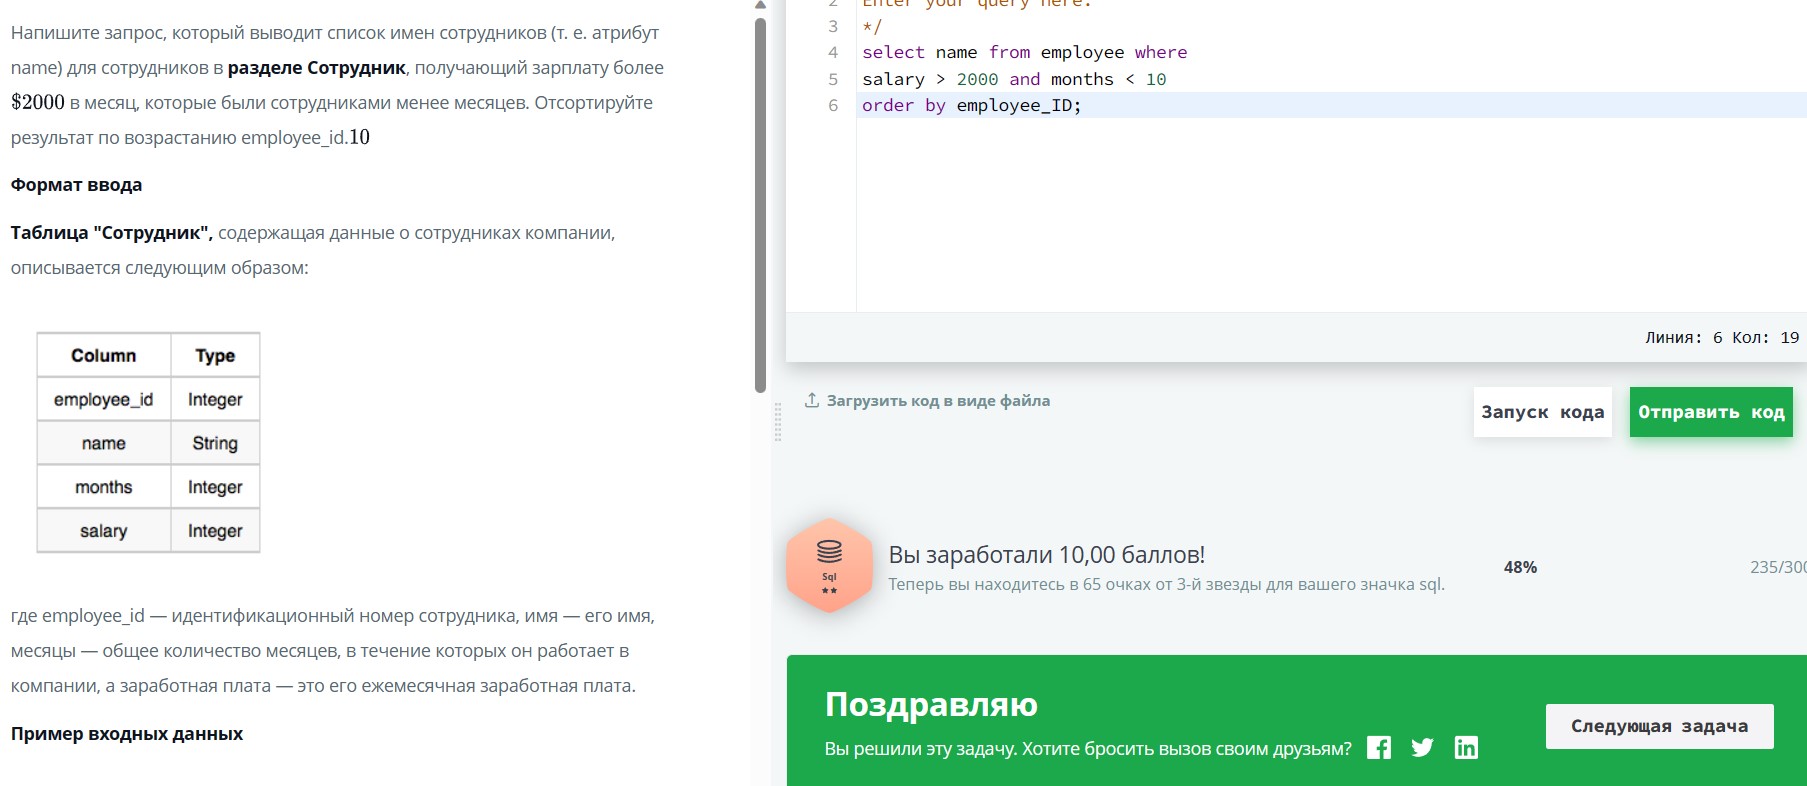 Напишите запрос, который выводит список имен сотрудников (т. е. атрибут
name) для сотрудников в разделе Сотрудник, получающий зарплату более
$2000 в месяц, которые были сотрудниками менее месяцев. Отсортируйте
результат по возрастанию employee_id.10
Формат ввода
Таблица "Сотрудник", содержащая данные о сотрудниках компании,
описывается следующим образом:
Column Type
employee_id Integer
name String
months Integer
salary Integer
где employee_id — идентификационный номер сотрудника, имя — его имя,
месяцы — общее количество месяцев, в течение которых он работает в
компании, а заработная плата — это его ежемесячная заработная плата.
Пример входных данных
2 Enter your query here.
3 */
4 select name from employee where
5 salary > 2000 and months < 10
6 order by employee_ID;
Линия: 6 Кол: 19
Загрузить код в виде файла
Запуск кода
Отправить код
Sql
Вы заработали 10,00 баллов!
Теперь вы находитесь в 65 очках от 3-й звезды для вашего значка sql.
48%
235/300
Поздравляю
Вы решили эту задачу. Хотите бросить вызов своим друзьям?
Следующая задача